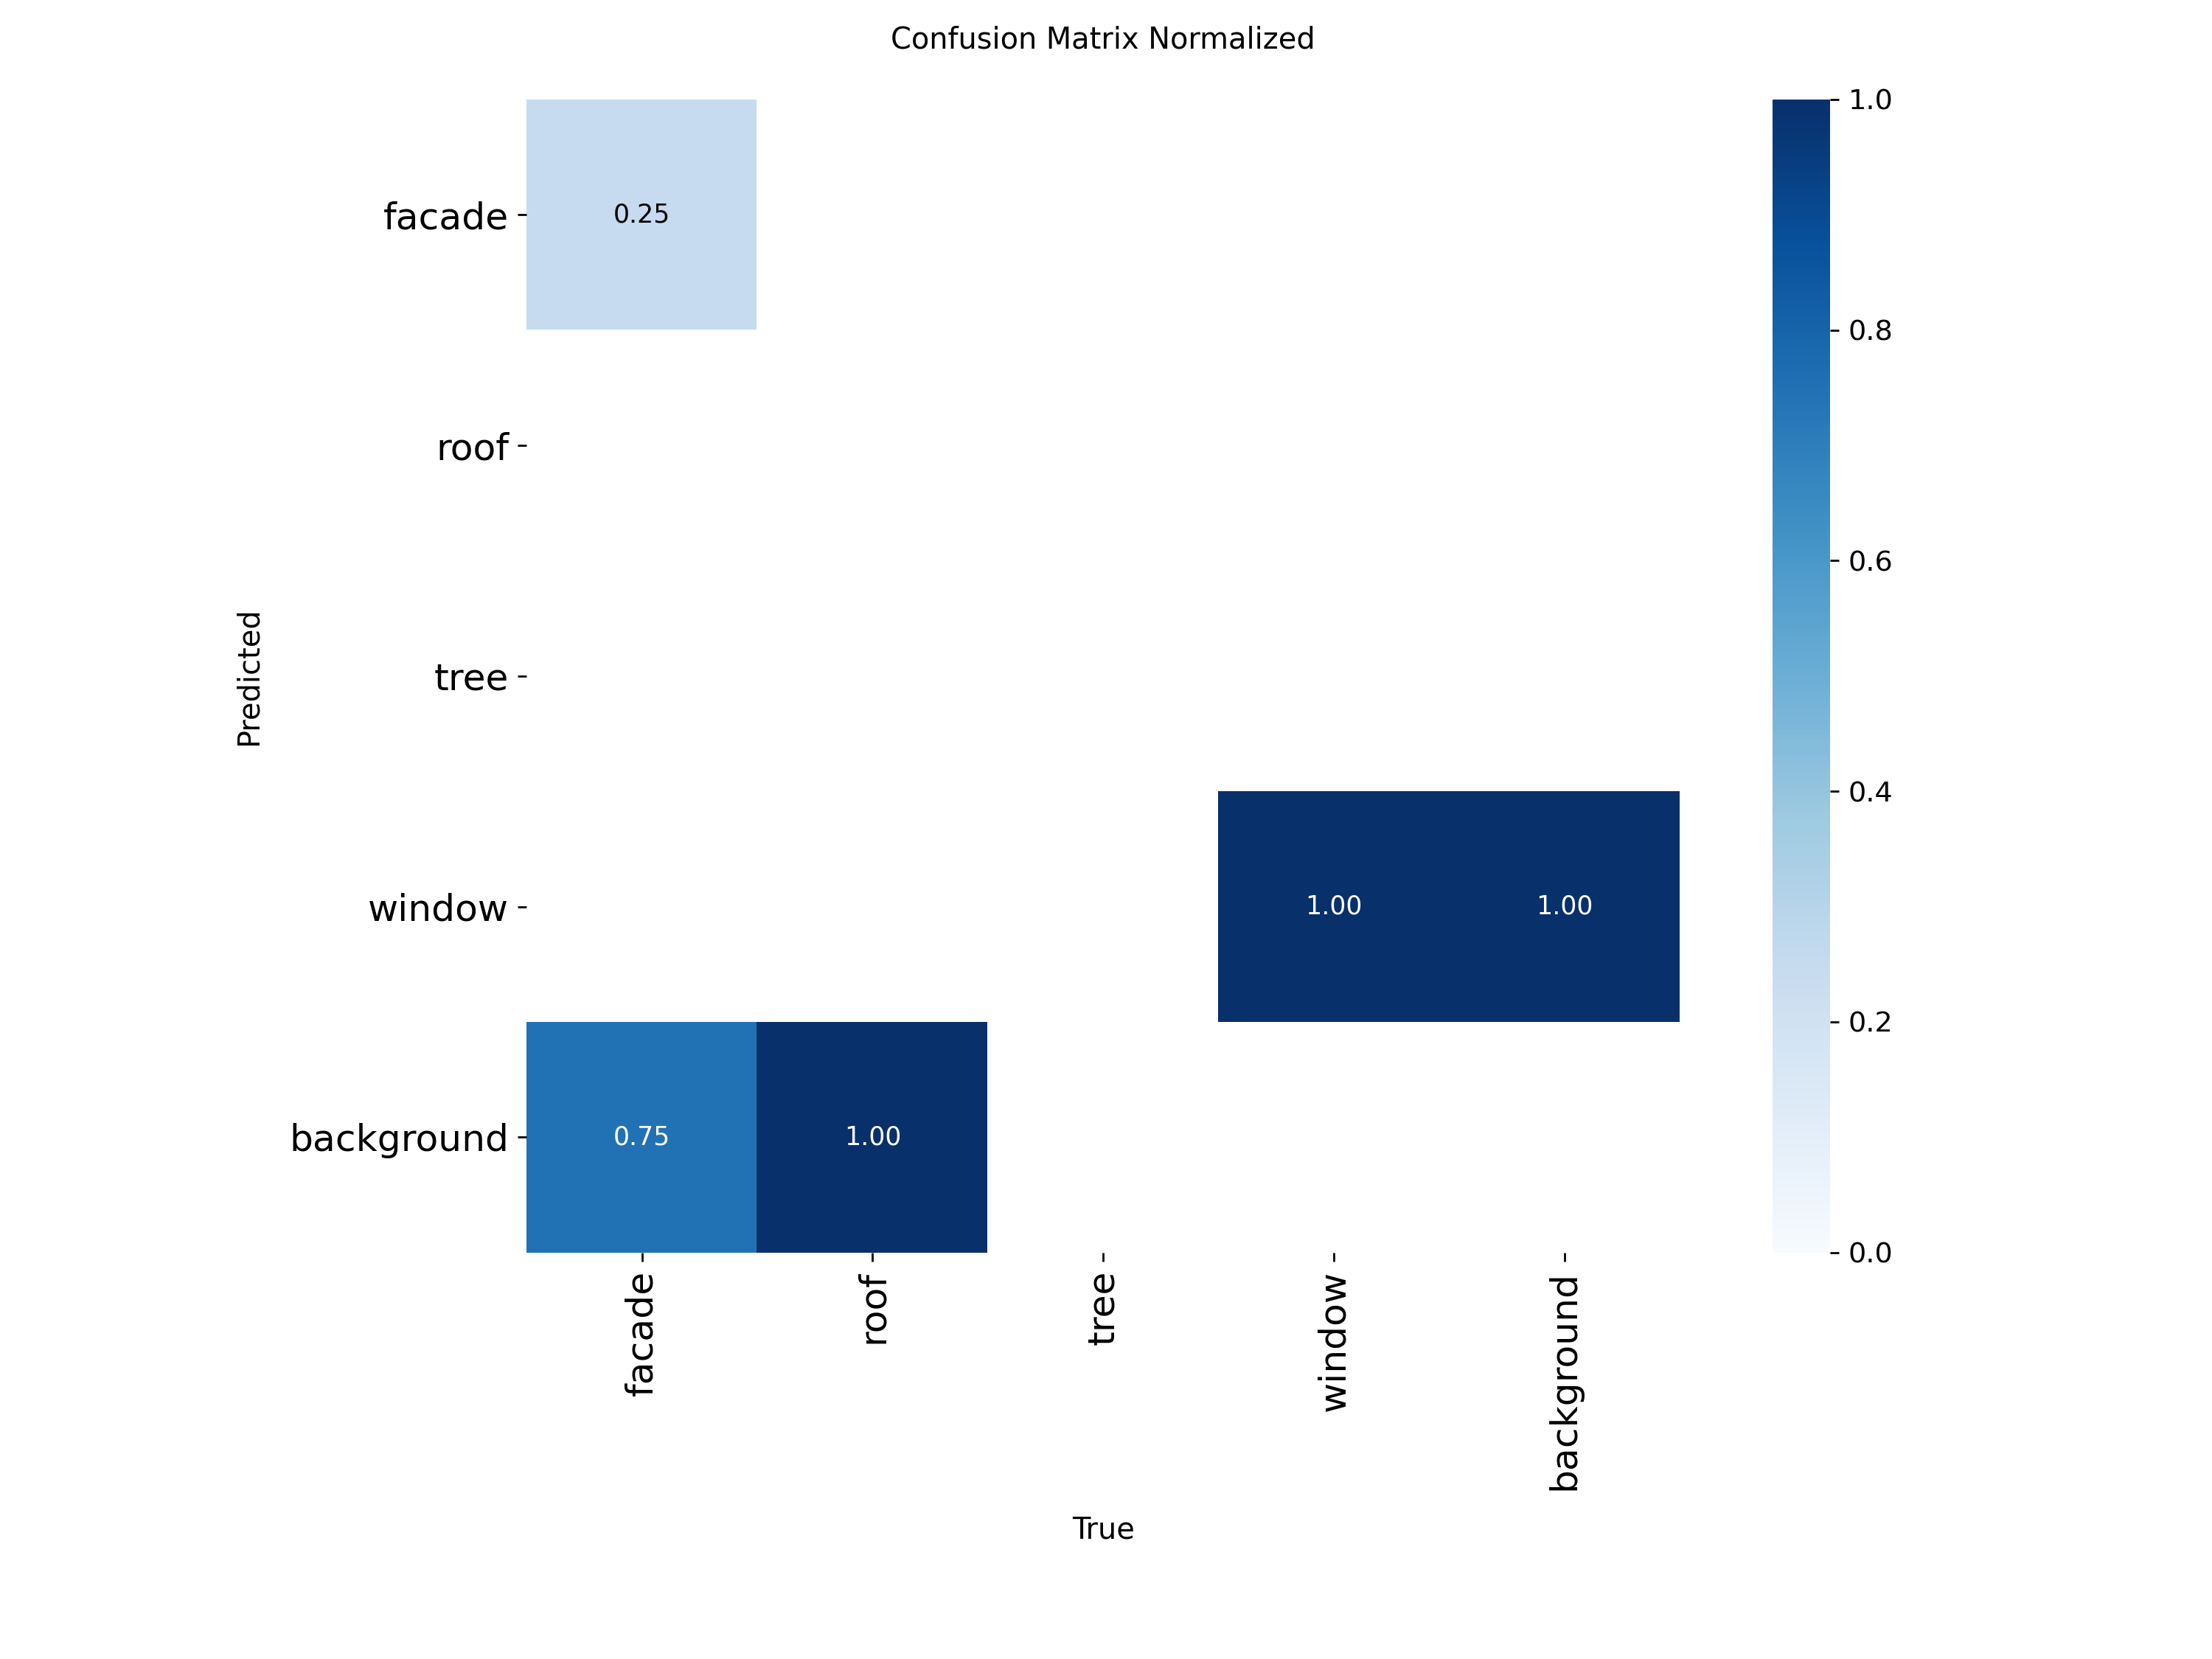 Confusion Matrix Normalized
1.0
facade
0.25
0.8
roof
0.6
Predicted
tree
0.4
window
1.00
1.00
0.2
background
0.75
1.00
0.0
facade
roof
tree
window
background
True